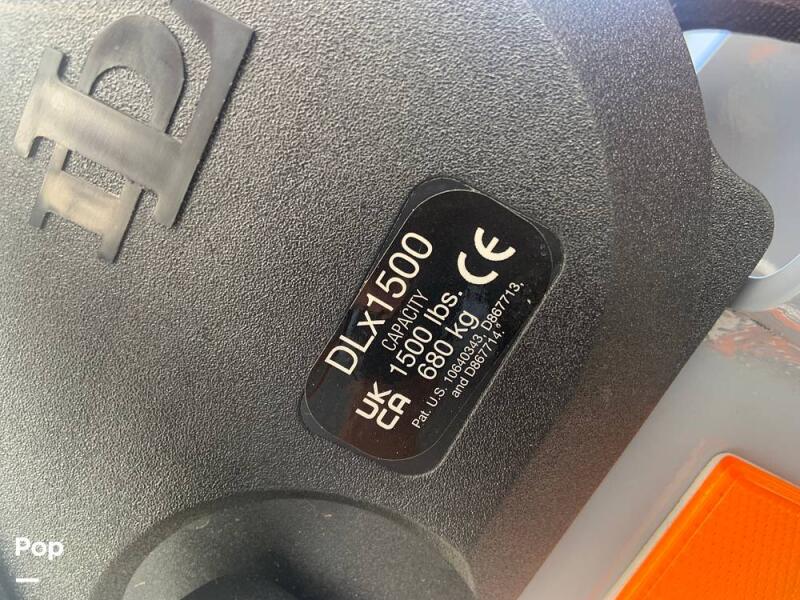 DLX1500
CAPACITY
1500 lbs.
680 kg
CE
UK
CA
Pat. U.S. 10640343, D867713,
and D867714.
Pop